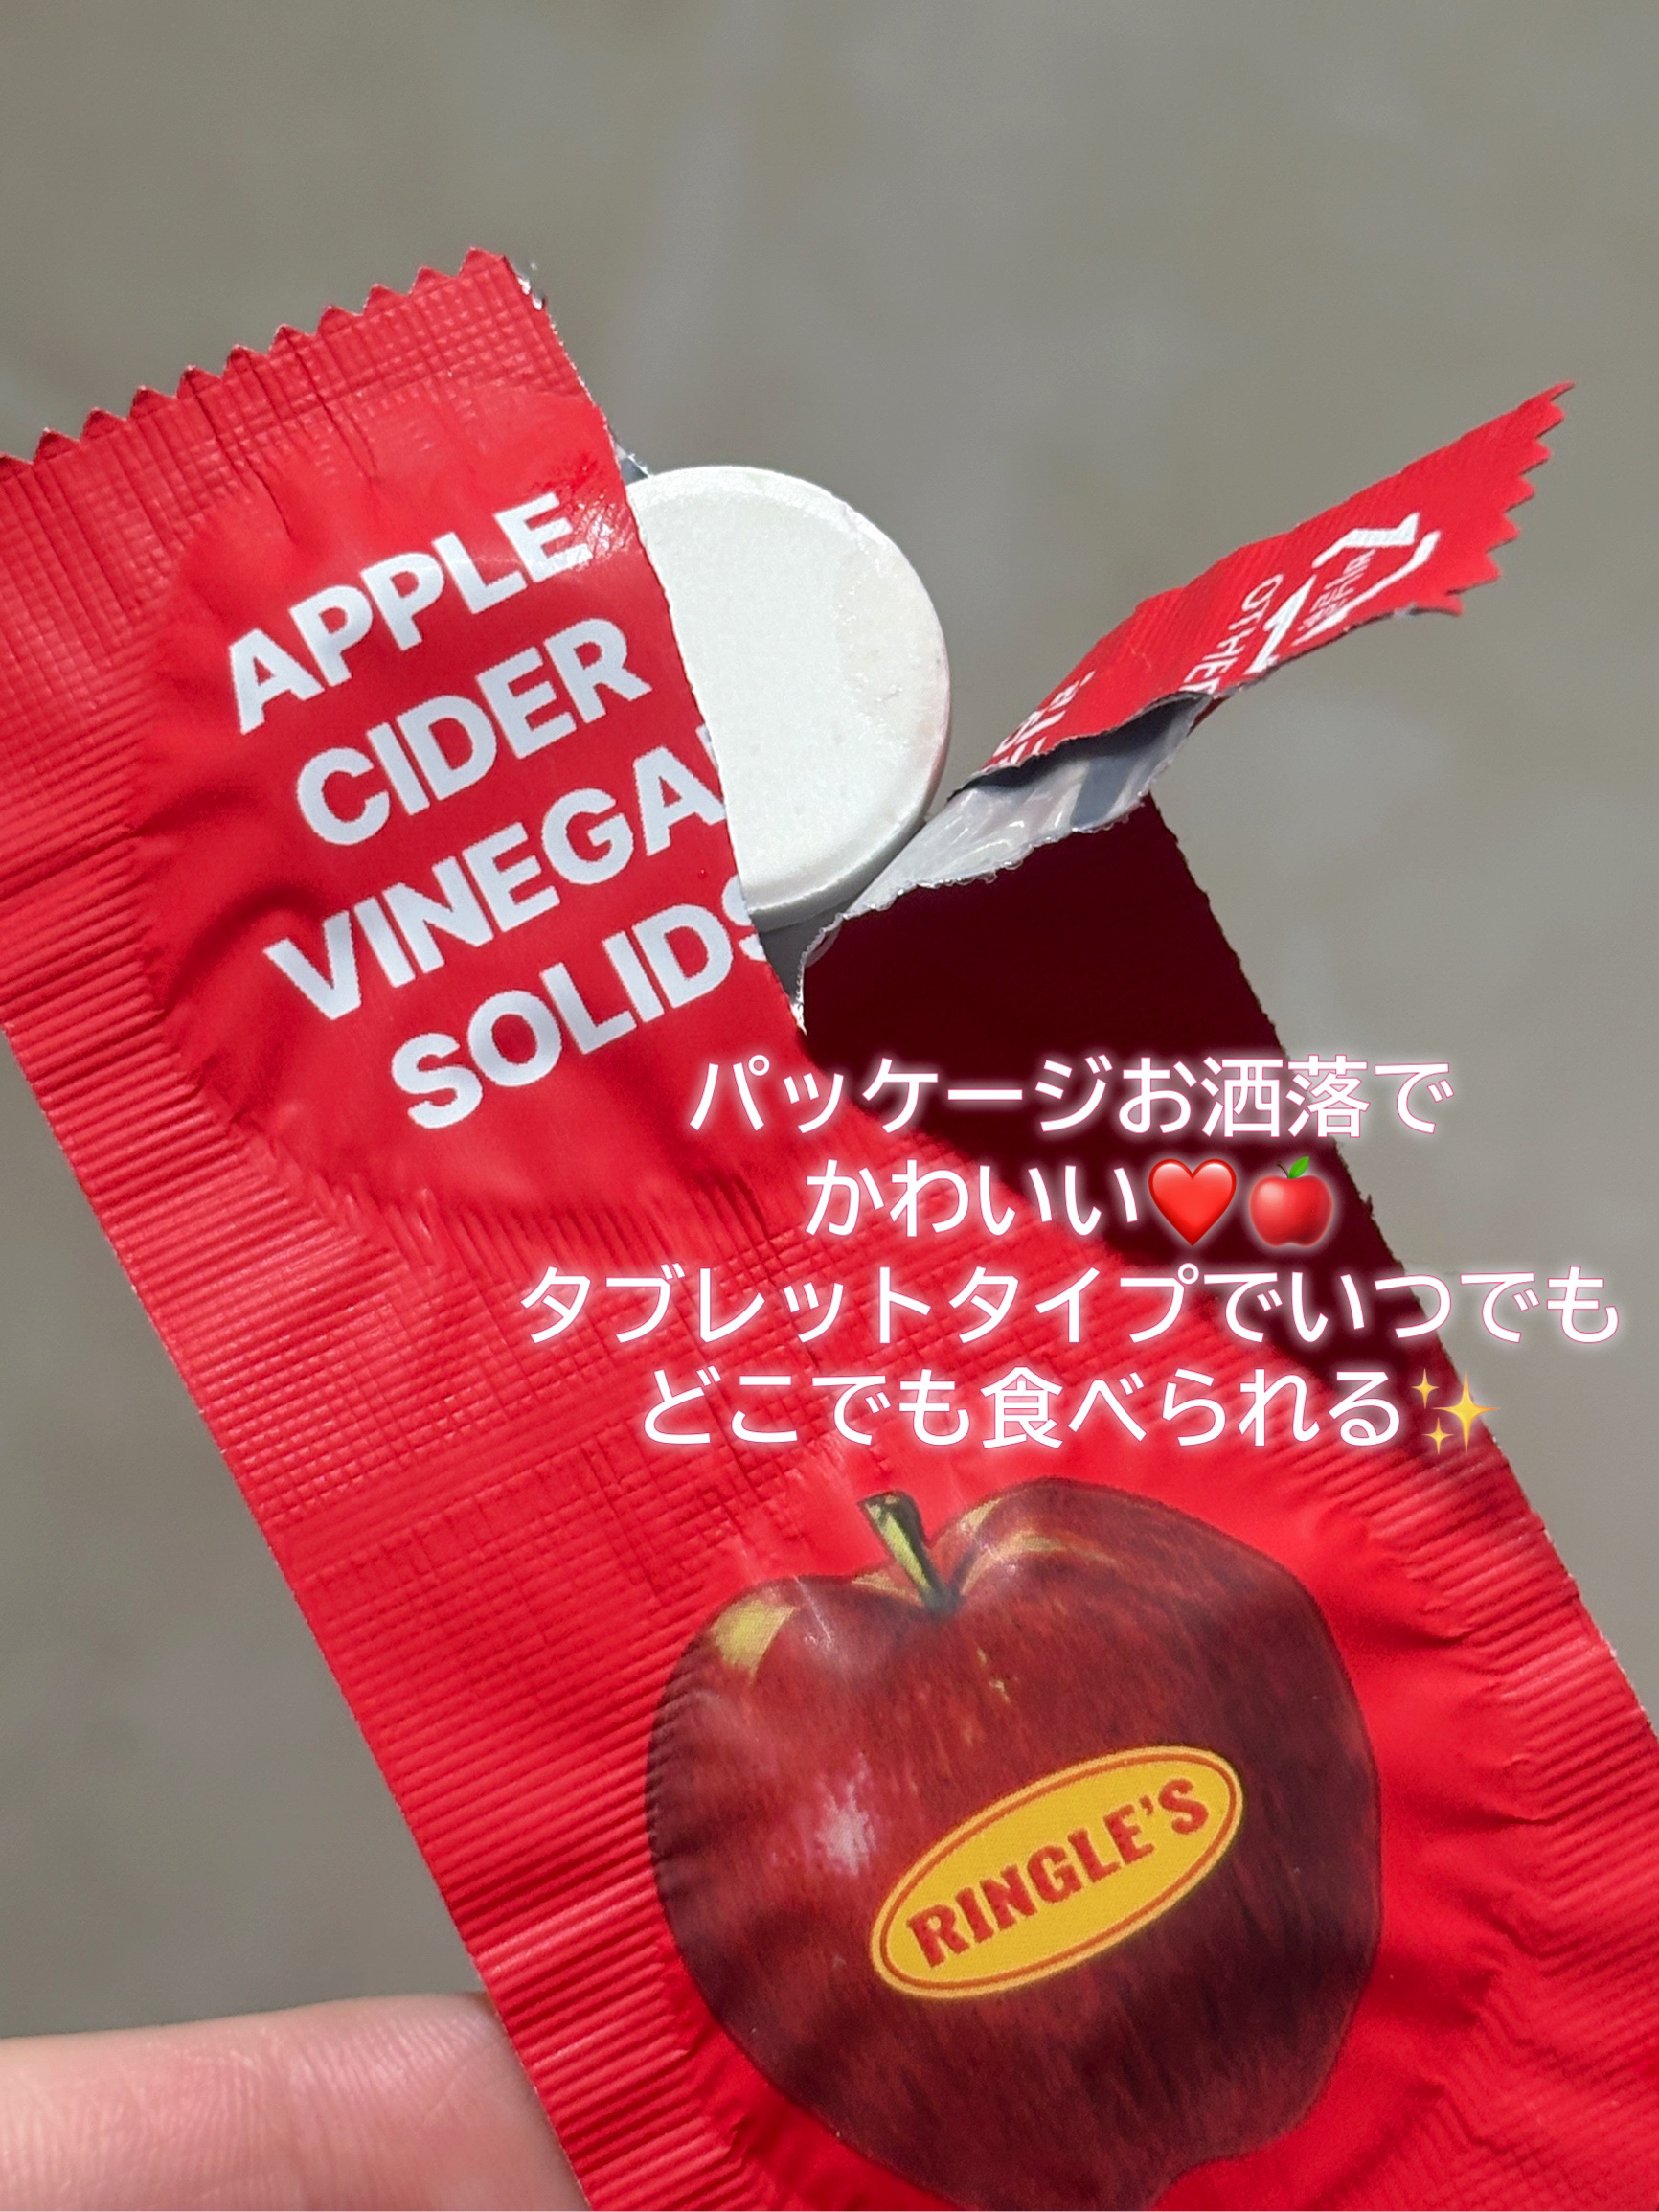 APPLE
CIDER
VINEGA
SOLIDS
パッケージお洒落で
かわいい❤️🍎
タブレットタイプでいつでも
どこでも食べられる✨
RINGLE'S